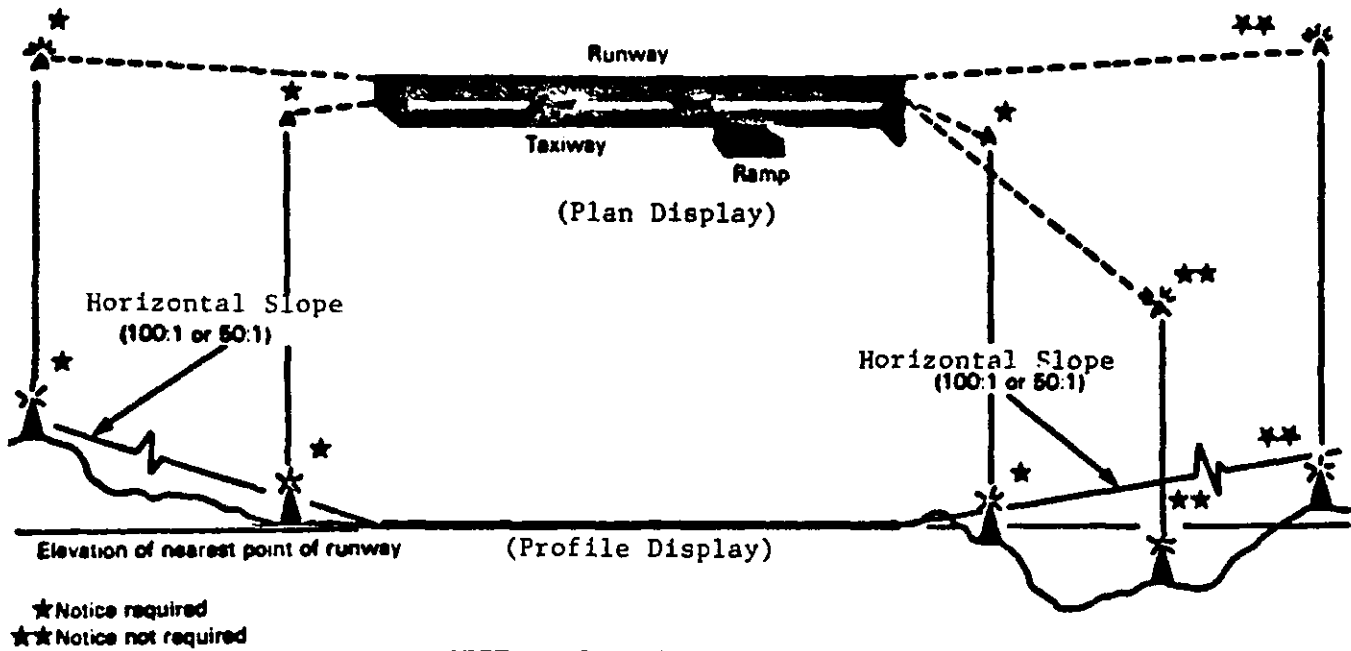 ★
★★
Runway
★
★
Taxiway
Ramp
(Plan Display)
★★
Horizontal Slope
(100:1 or 50:1)
★
Horizontal Slope
(100:1 or 50:1)
★★
★
★
★★
Elevation of nearest point of runway
(Profile Display)
★Notice required
★★Notice not required